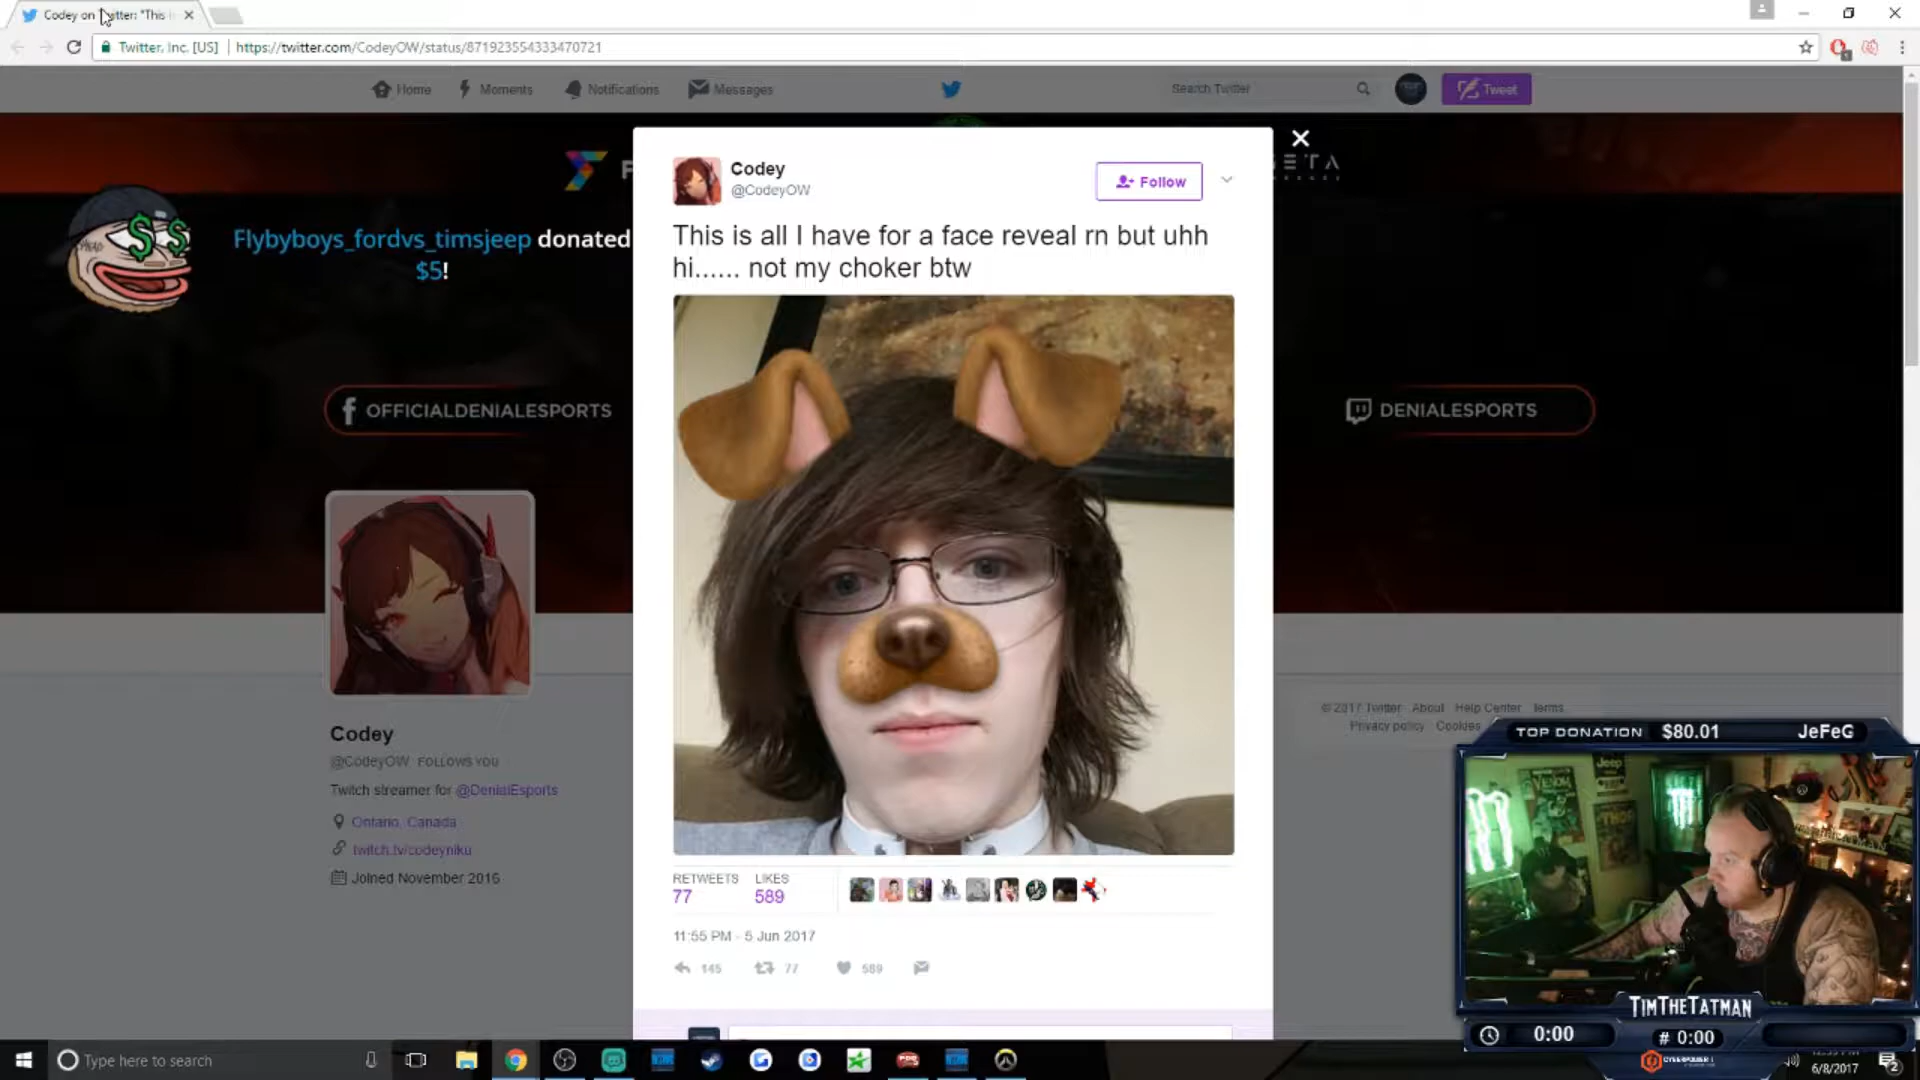 Codey on Twitter: "This i
Twitter, Inc. [US] https://twitter.com/CodeyOW/status/871923554333470721
Home Moments Notifications Messages Search Twitter Tweet
Codey
@CodeyOW
Follow
This is all I have for a face reveal rn but uhh
hi...... not my choker btw
Flybyboys_fordvs_timsjeep donated
$5!
OFFICIALDENIALESPORTS
DENIALESPORTS
Codey
@CodeyOW FOLLOWS YOU
Twitch streamer for @DenialEsports
Ontario, Canada
twitch.tv/codeyniku
Joined November 2016
RETWEETS LIKES
77 589
11:55 PM - 5 Jun 2017
145 77 589
© 2017 Twitter About Help Center Terms
Privacy policy Cookies
TOP DONATION $80.01 JeFeG
TIMTHETATMAN
0:00 # 0:00
Type here to search
6/8/2017
2